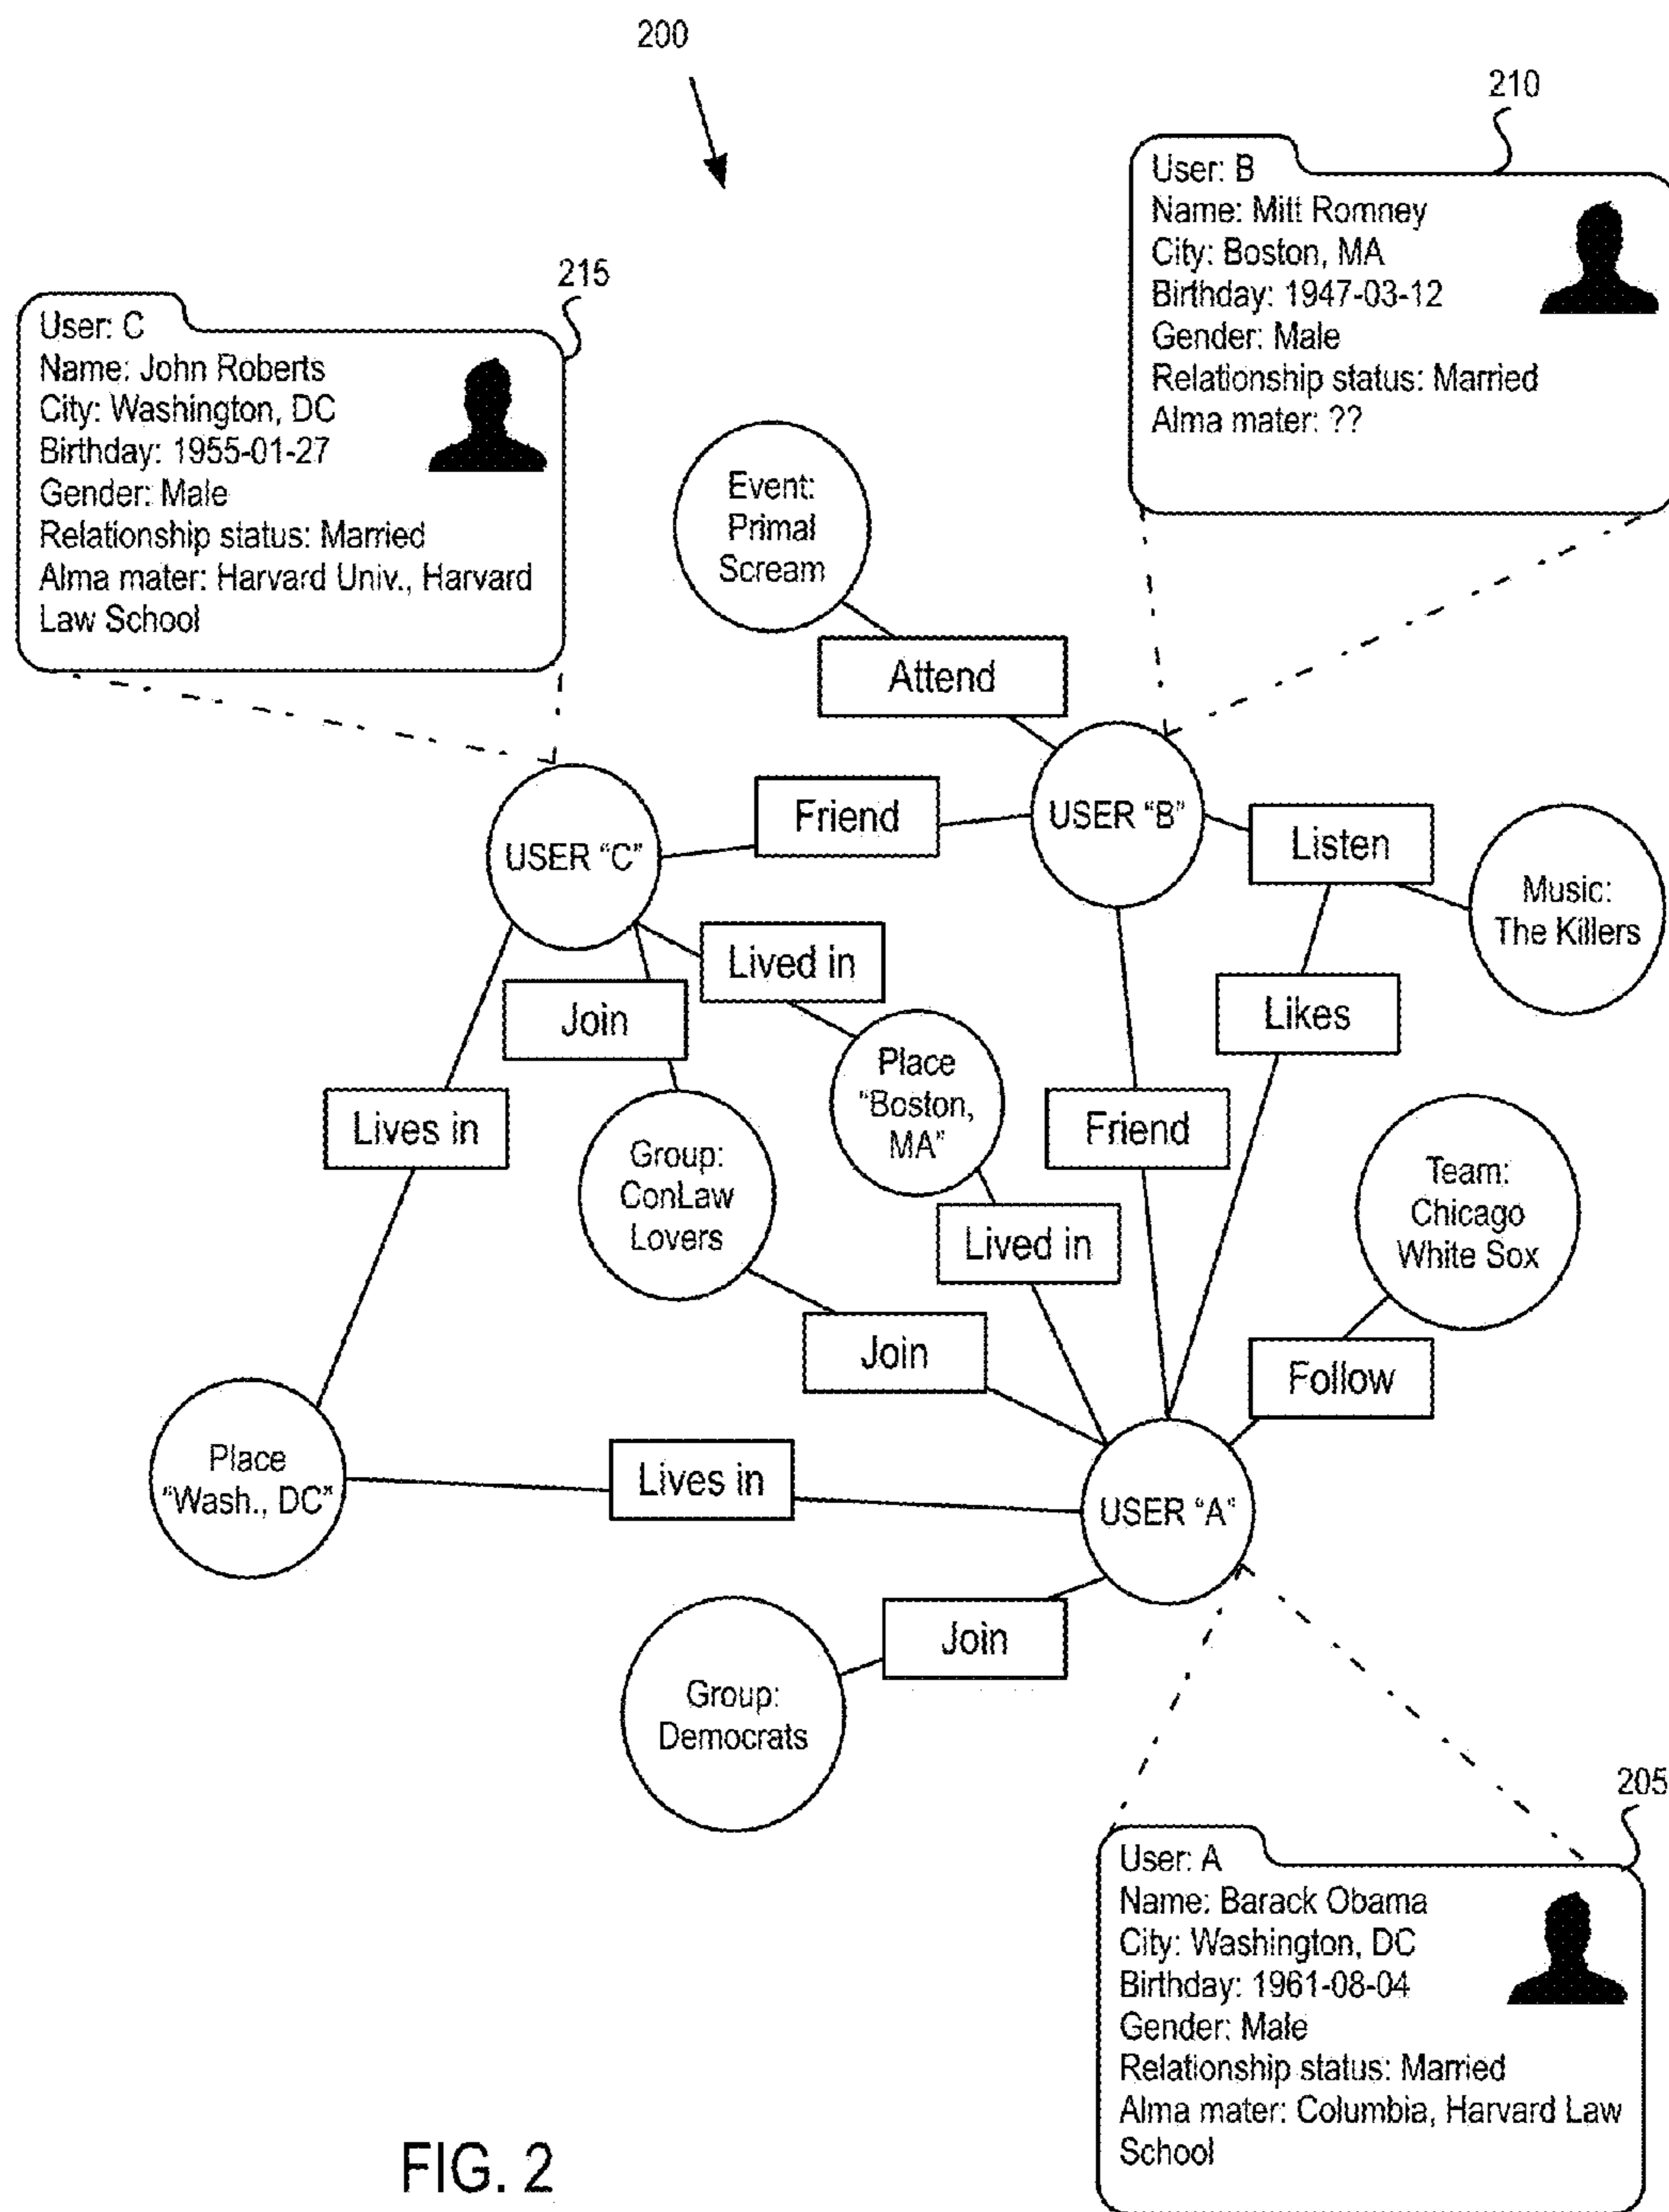 200
210
User: B
Name: Mitt Romney
City: Boston, MA
Birthday: 1947-03-12
Gender: Male
Relationship status: Married
Alma mater: ??
215
User: C
Name: John Roberts
City: Washington, DC
Birthday: 1955-01-27
Gender: Male
Relationship status: Married
Alma mater: Harvard Univ., Harvard
Law School
Event:
Primal
Scream
Attend
Friend
USER "B"
USER "C"
Listen
Music:
The Killers
Lived in
Join
Likes
Place
"Boston,
MA"
Lives in
Friend
Group:
ConLaw
Lovers
Team:
Chicago
White Sox
Lived in
Join
Follow
Place
"Wash., DC"
Lives in
USER "A"
Join
Group:
Democrats
205
User: A
Name: Barack Obama
City: Washington, DC
Birthday: 1961-08-04
Gender: Male
Relationship status: Married
Alma mater: Columbia, Harvard Law
School
FIG. 2